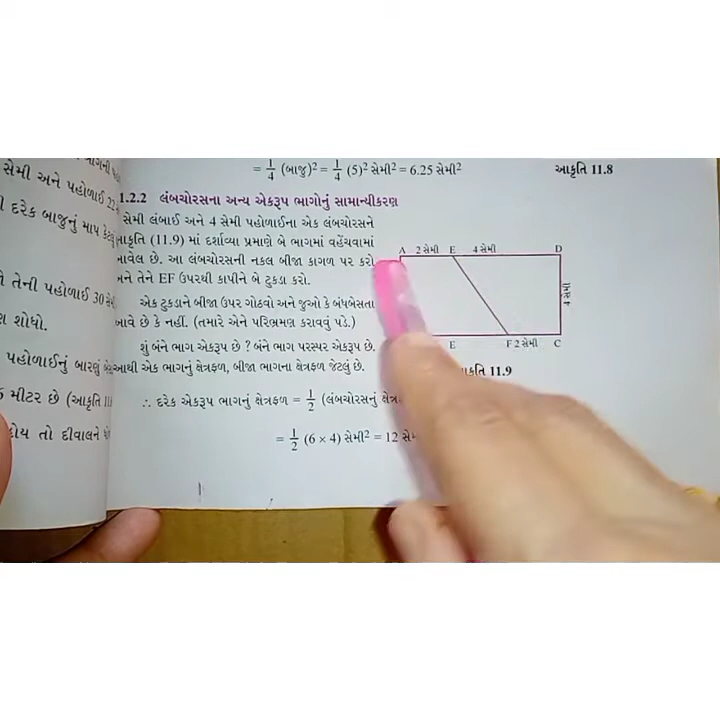 = 1/4 (બાજુ)² = 1/4 (5)² સેમી² = 6.25 સેમી²
આકૃતિ 11.8
સેમી અને પહોળાઈ 22
દરેક બાજુનું માપ
તેની પહોળાઈ 30 સેમી
શોધો.
પહોળાઈનું બારણું
મીટર છે (આકૃતિ
હોય તો દીવાલને
1.2.2 લંબચોરસના અન્ય એકરૂપ ભાગોનું સામાન્યીકરણ
સેમી લંબાઈ અને 4 સેમી પહોળાઈના એક લંબચોરસને
આકૃતિ (11.9) માં દર્શાવ્યા પ્રમાણે બે ભાગમાં વહેંચવામાં
આવેલ છે. આ લંબચોરસની નકલ બીજા કાગળ પર કરો
અને તેને EF ઉપરથી કાપીને બે ટુકડા કરો.
એક ટુકડાને બીજા ઉપર ગોઠવો અને જુઓ કે બંધબેસતા
આવે છે કે નહીં. (તમારે એને પરિભ્રમણ કરાવવું પડે.)
શું બંને ભાગ એકરૂપ છે ? બંને ભાગ પરસ્પર એકરૂપ છે.
આથી એક ભાગનું ક્ષેત્રફળ, બીજા ભાગના ક્ષેત્રફળ જેટલું છે.
∴ દરેક એકરૂપ ભાગનું ક્ષેત્રફળ = 1/2 (લંબચોરસનું
= 1/2 (6 × 4) સેમી² = 12
A 2 સેમી E 4 સેમી D
4 સેમી
E F 2 સેમી C
11.9